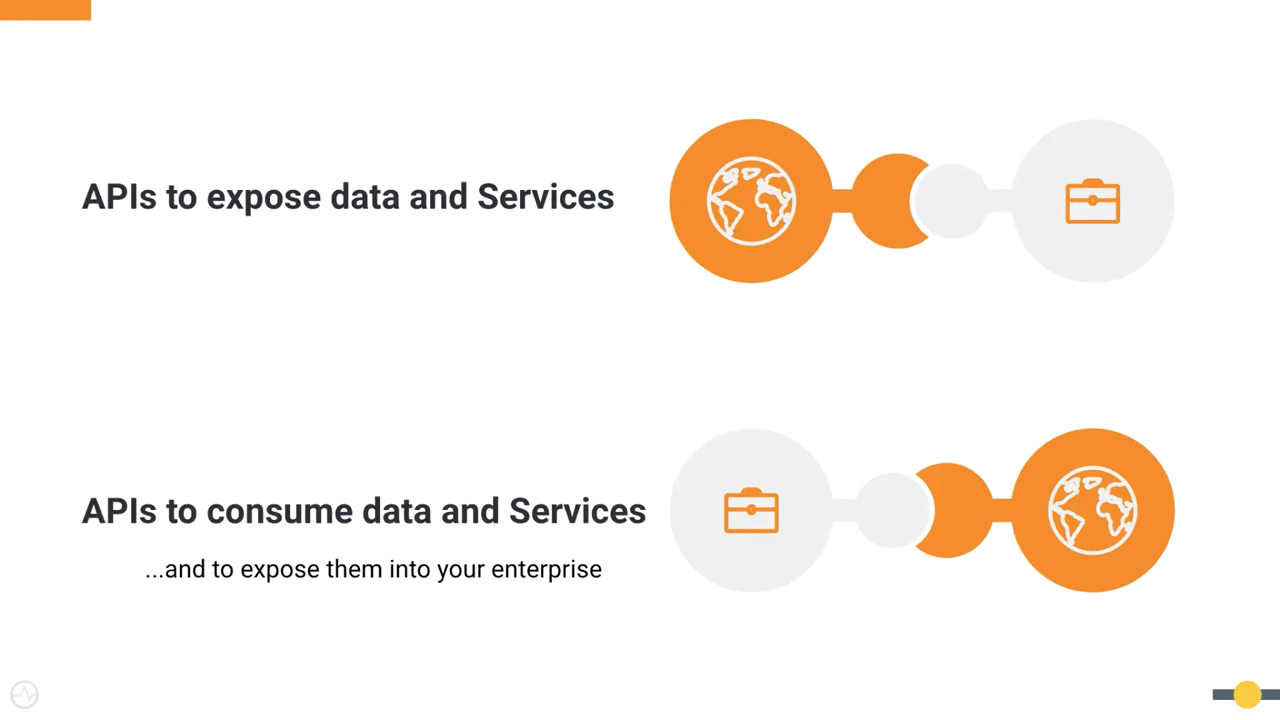 APIs to expose data and Services
APIs to consume data and Services
...and to expose them into your enterprise